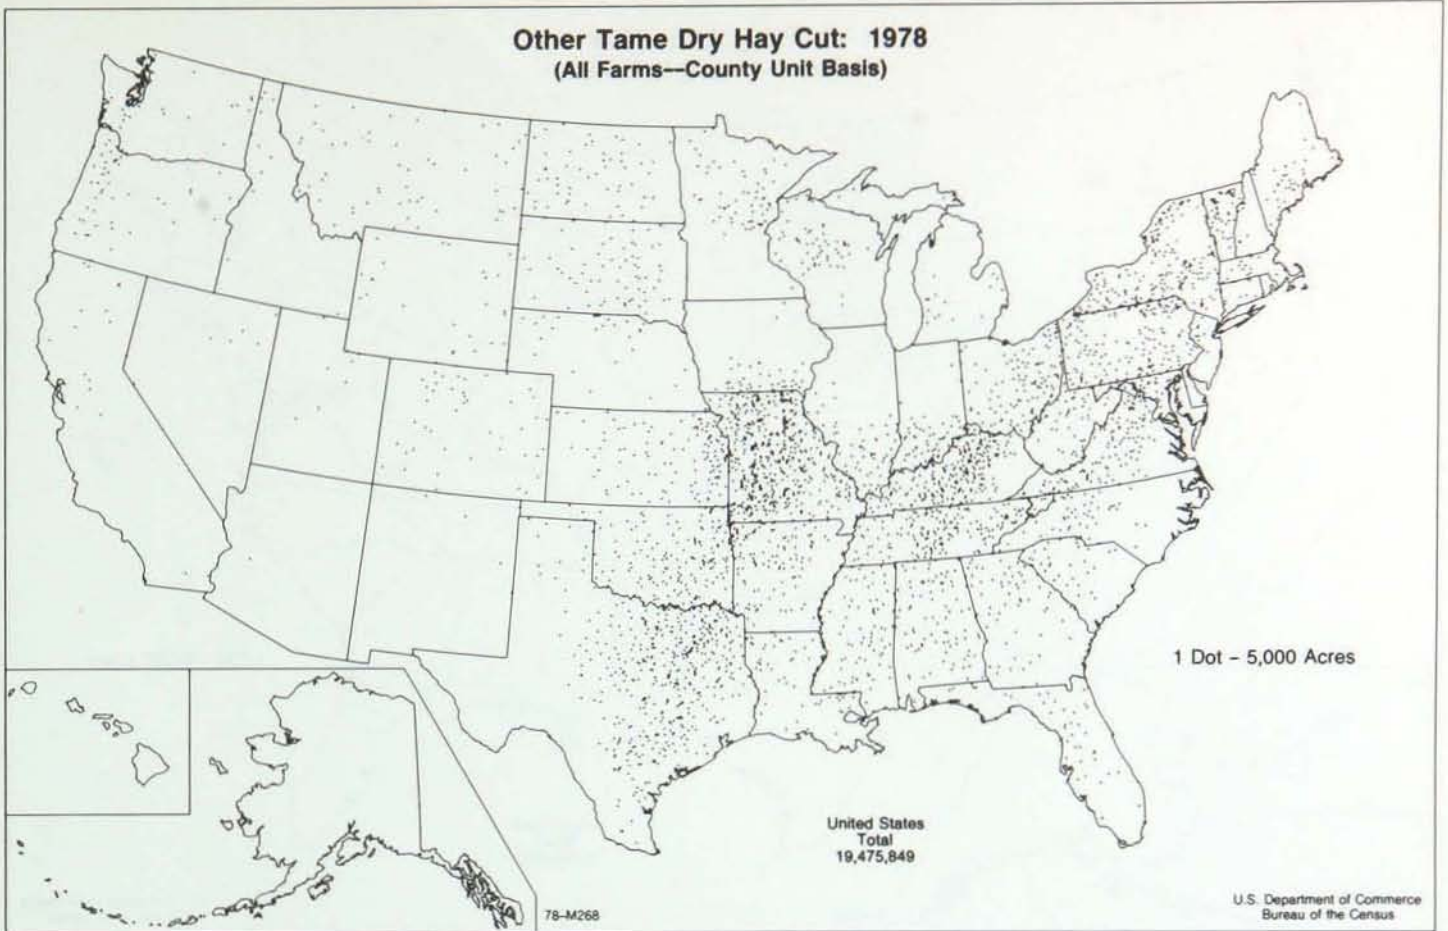 Other Tame Dry Hay Cut: 1978
(All Farms--County Unit Basis)
1 Dot - 5,000 Acres
United States
Total
19,475,849
78-M268
U.S. Department of Commerce
Bureau of the Census